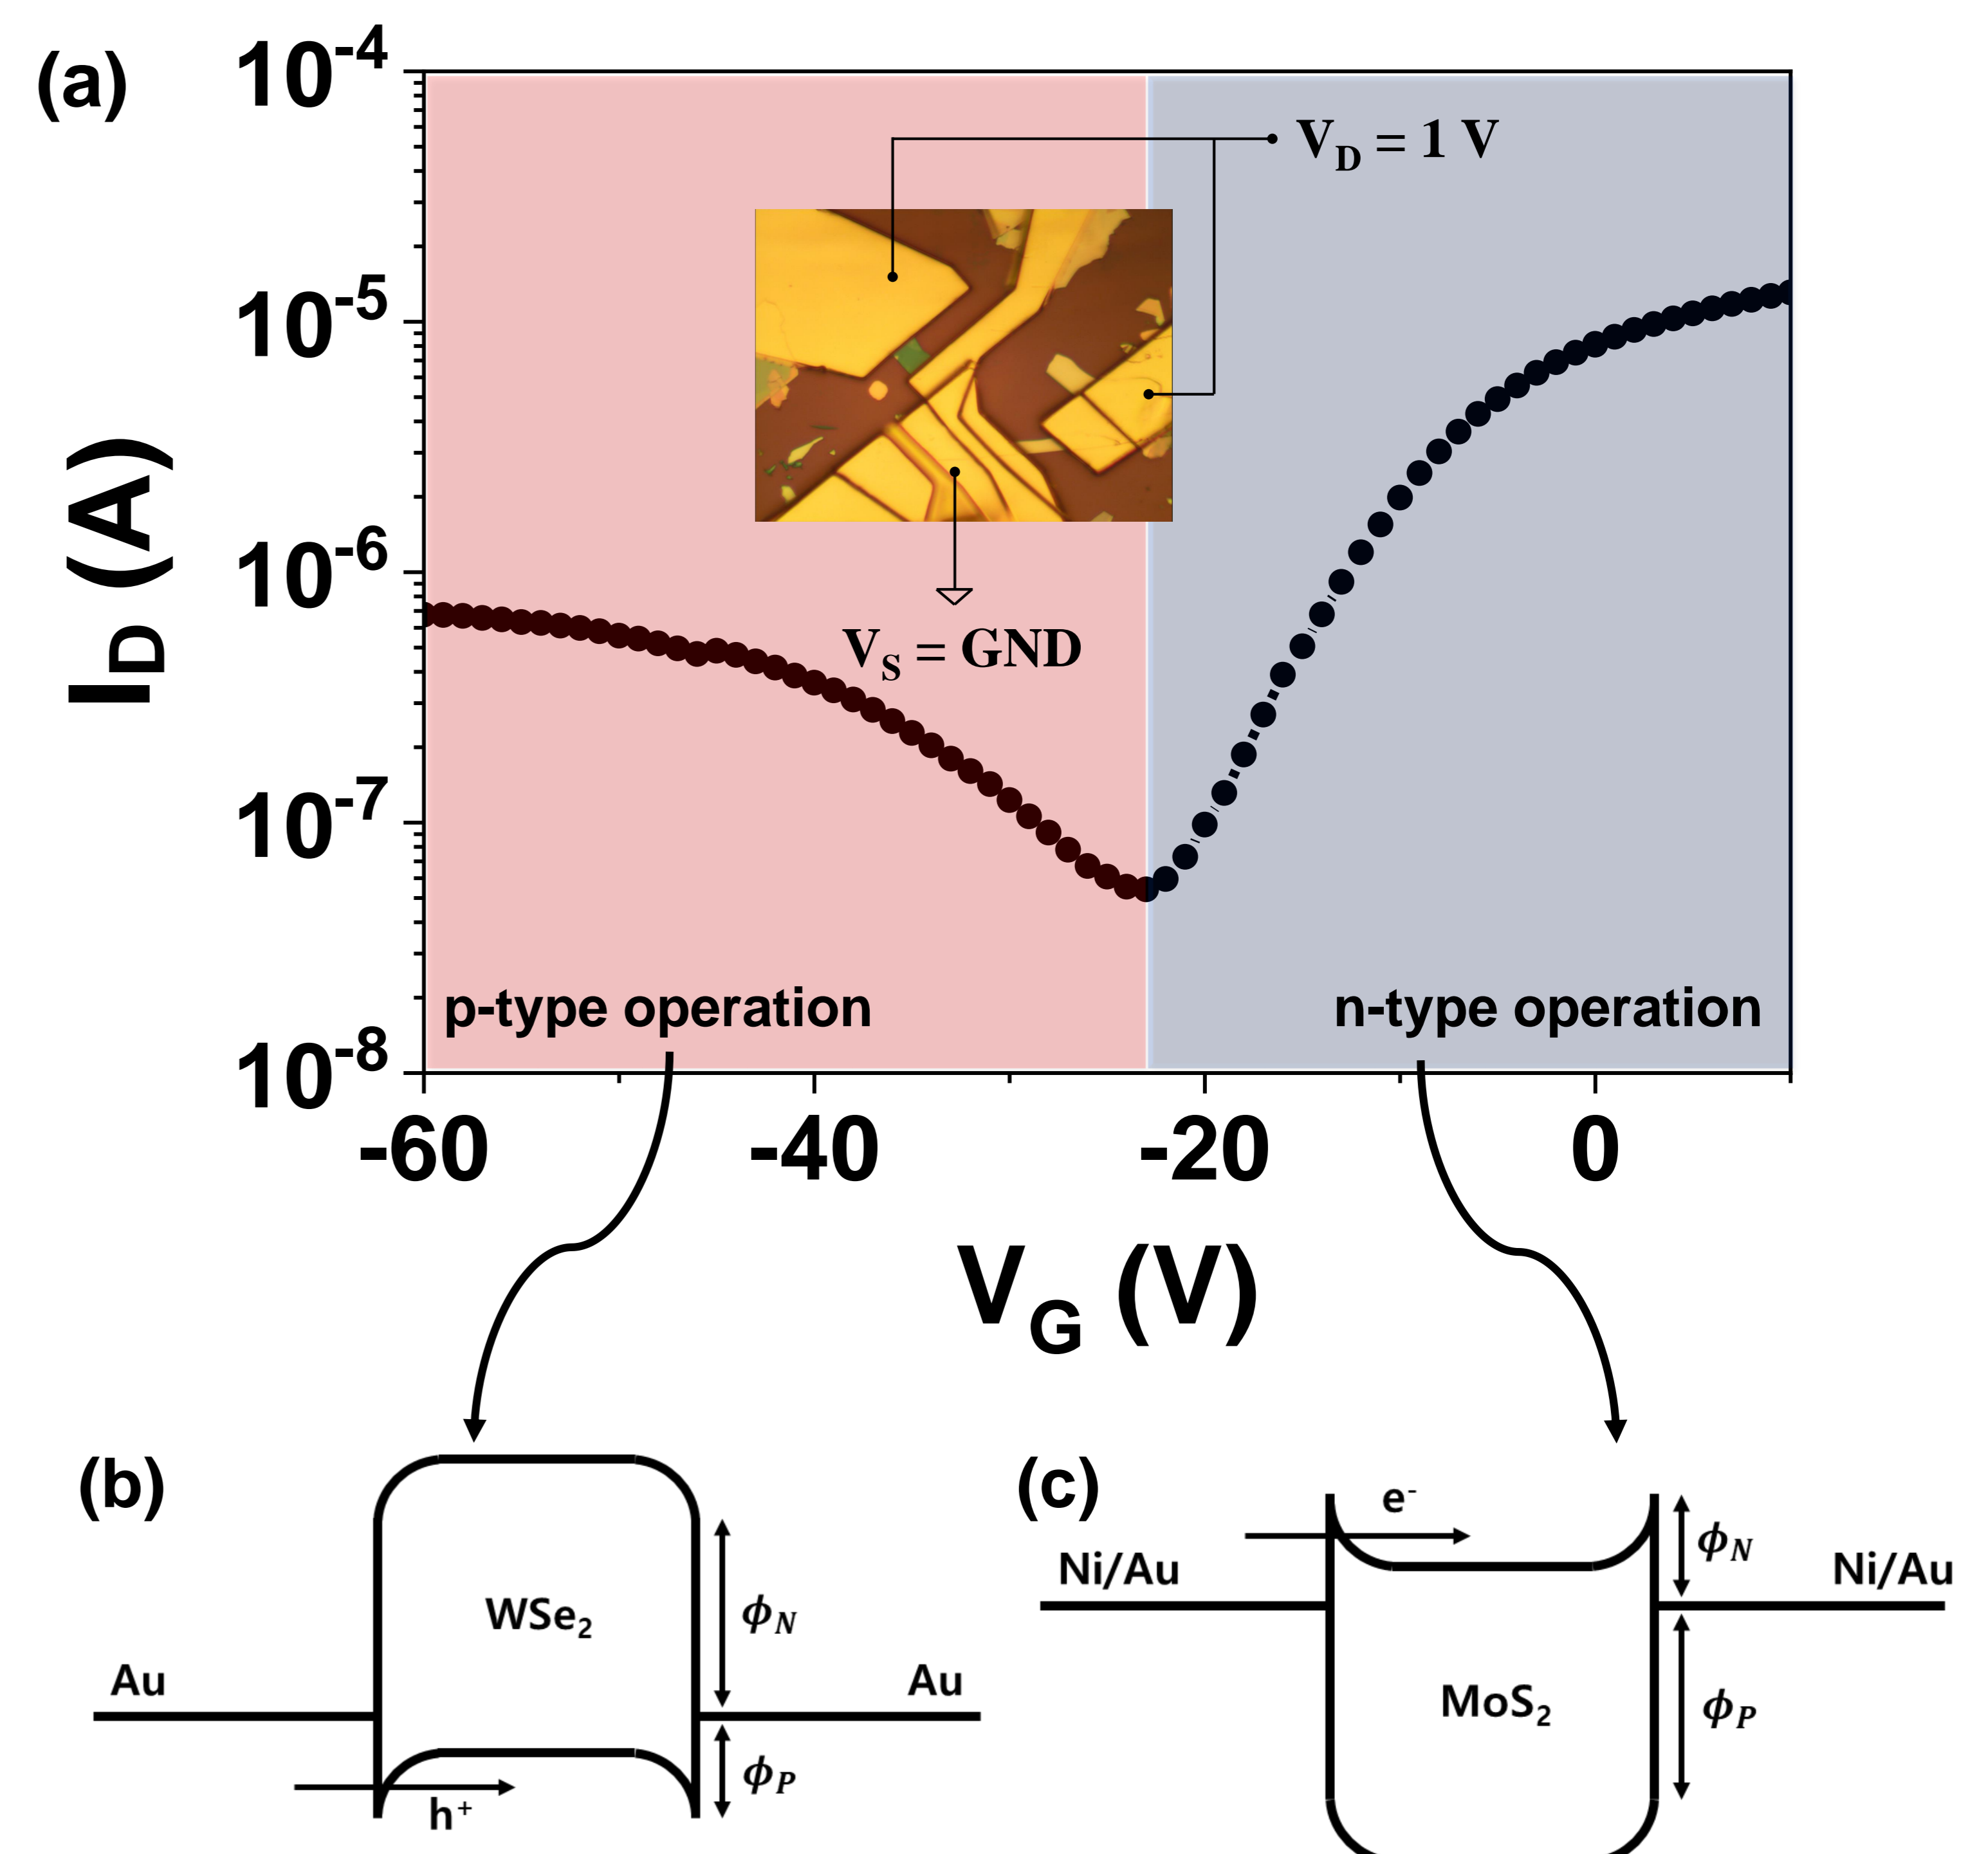 (a)
10⁻⁴
10⁻⁵
10⁻⁶
10⁻⁷
10⁻⁸
I_D (A)
V_D = 1 V
V_S = GND
p-type operation
n-type operation
-60
-40
-20
0
V_G (V)
(b)
WSe₂
Au
Au
h⁺
ϕ_N
ϕ_P
(c)
e⁻
Ni/Au
Ni/Au
MoS₂
ϕ_N
ϕ_P